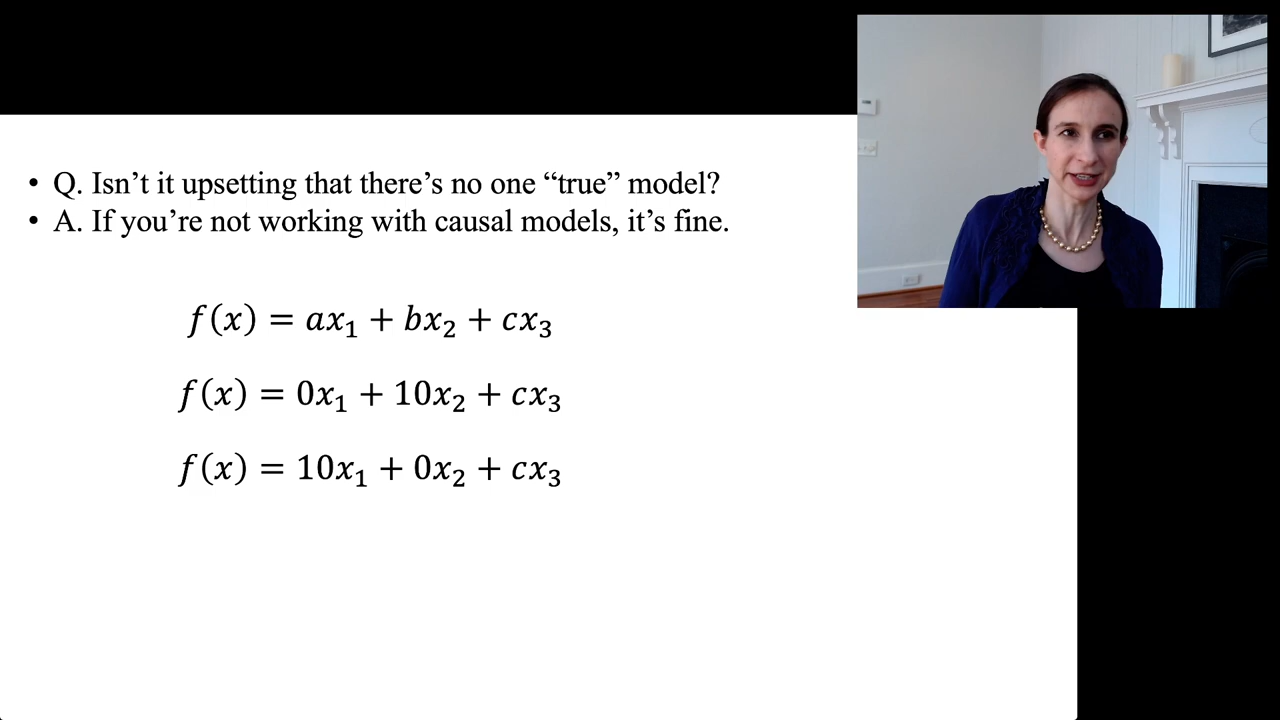 • Q. Isn’t it upsetting that there’s no one “true” model?
• A. If you’re not working with causal models, it’s fine.
f(x) = ax₁ + bx₂ + cx₃
f(x) = 0x₁ + 10x₂ + cx₃
f(x) = 10x₁ + 0x₂ + cx₃